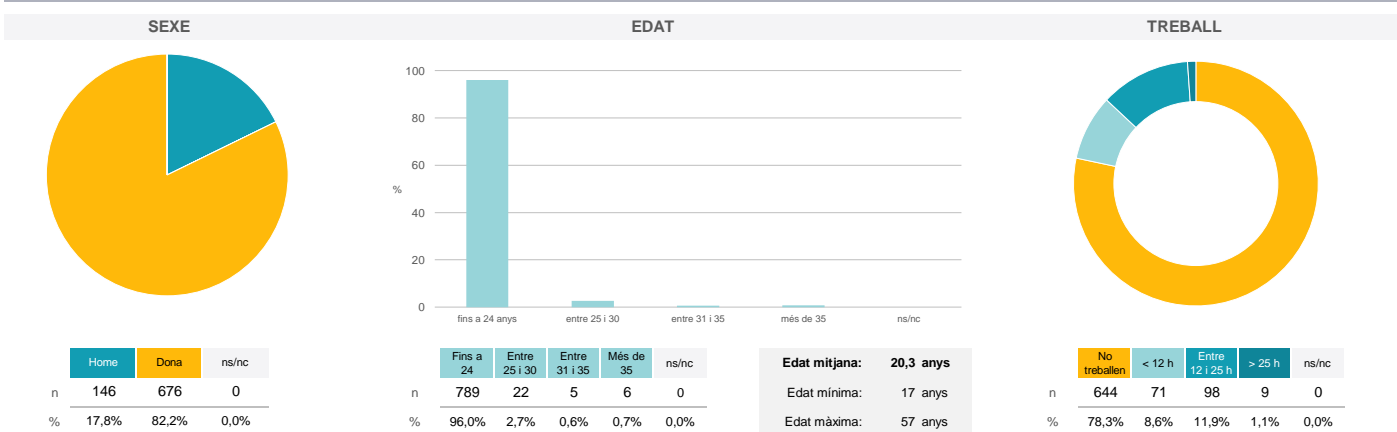 SEXE
EDAT
TREBALL
100
80
60
%
40
20
0
fins a 24 anys entre 25 i 30 entre 31 i 35 més de 35 ns/nc
Home Dona ns/nc
n 146 676 0
% 17,8% 82,2% 0,0%
Fins a 24 Entre 25 i 30 Entre 31 i 35 Més de 35 ns/nc
n 789 22 5 6 0
% 96,0% 2,7% 0,6% 0,7% 0,0%
Edat mitjana: 20,3 anys
Edat mínima: 17 anys
Edat màxima: 57 anys
No treballen < 12 h Entre 12 i 25 h > 25 h ns/nc
n 644 71 98 9 0
% 78,3% 8,6% 11,9% 1,1% 0,0%